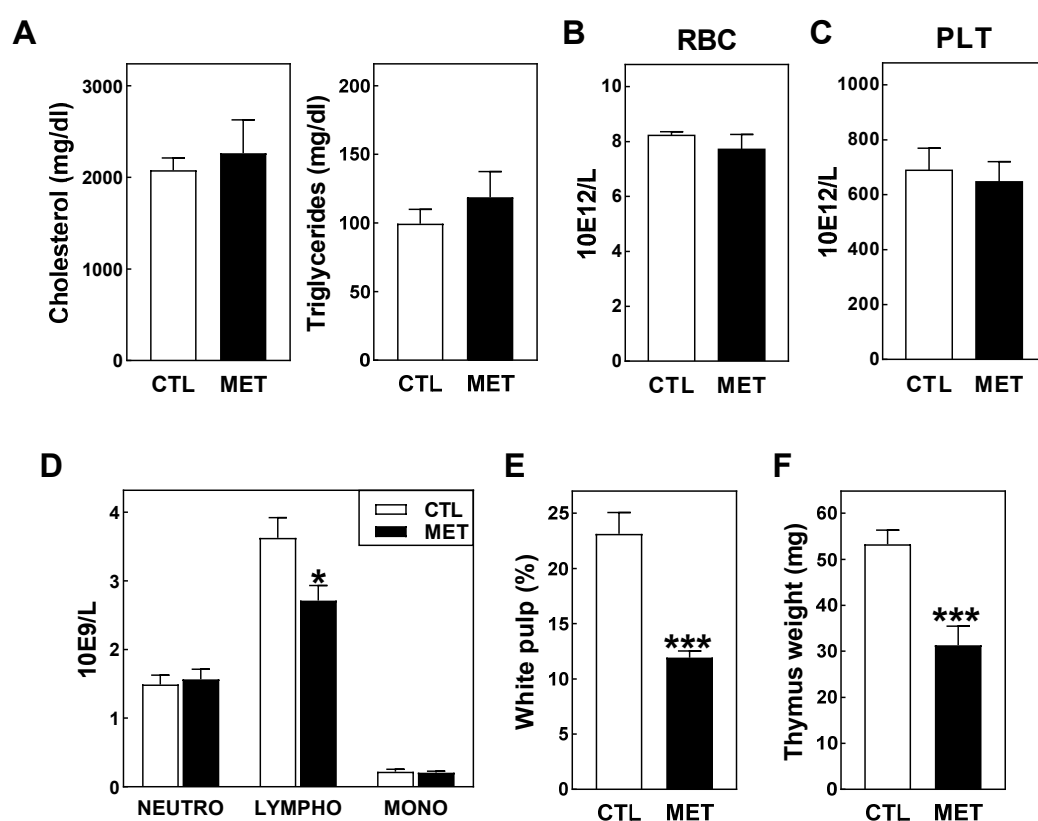 A
Cholesterol (mg/dl)
3000
2000
1000
0
CTL MET
Triglycerides (mg/dl)
200
150
100
50
0
CTL MET
B
RBC
10E12/L
10
8
6
4
2
0
CTL MET
C
PLT
10E12/L
1000
800
600
400
200
0
CTL MET
D
10E9/L
4
3
2
1
0
CTL
MET
*
NEUTRO LYMPHO MONO
E
White pulp (%)
25
20
15
10
5
0
***
CTL MET
F
Thymus weight (mg)
60
50
40
30
20
10
0
***
CTL MET